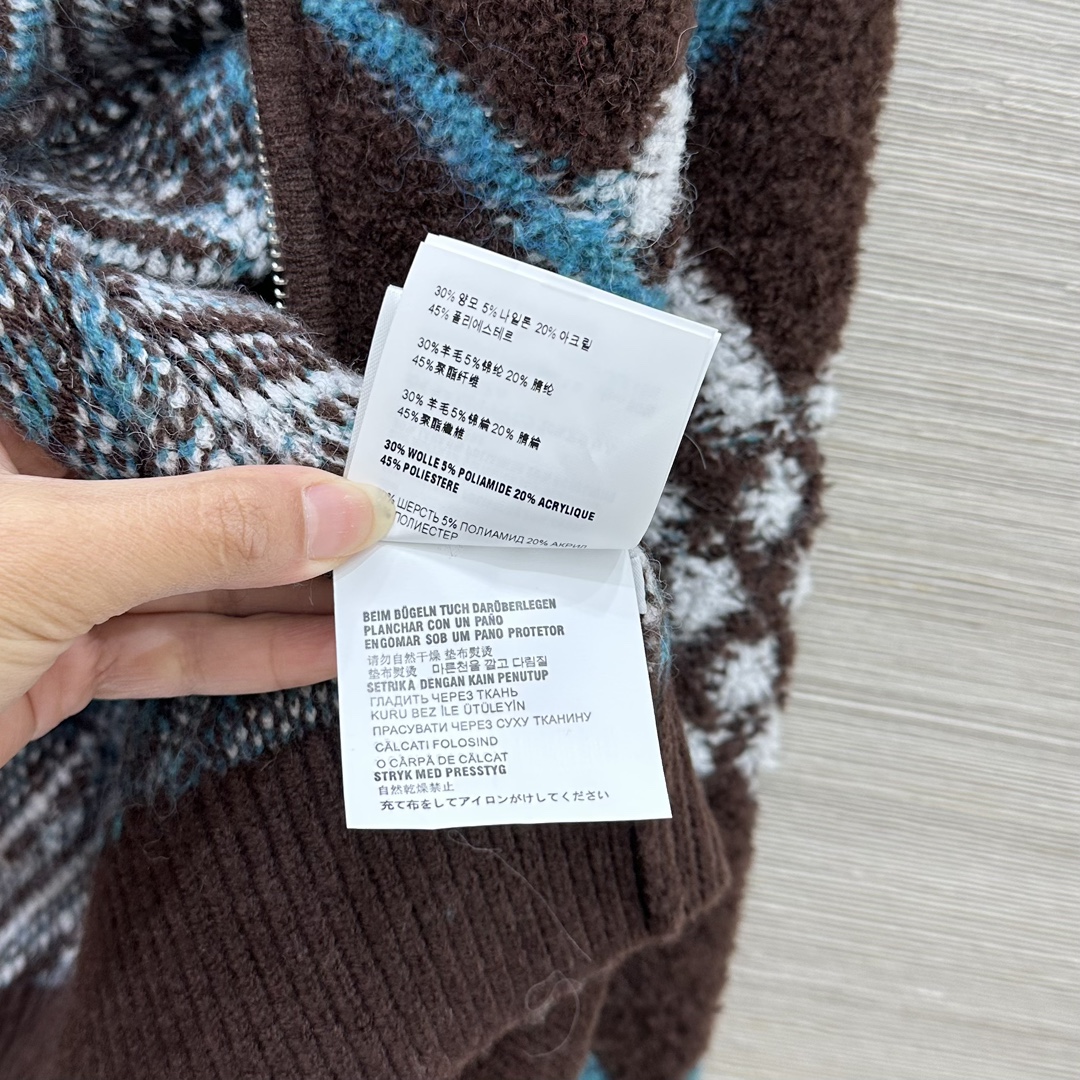 30% 양모 5% 나일론 20% 아크릴
45% 폴리에스테르
30% 羊毛 5% 锦纶 20% 腈纶
45% 聚酯纤维
30% 羊毛 5% 锦綸 20% 腈綸
45% 聚酯纖維
30% WOLLE 5% POLIAMIDE 20% ACRYLIQUE
45% POLIESTERE
% ШЕРСТЬ 5% ПОЛИАМИД 20% АКРИЛ
ПОЛИЕСТЕР
BEIM BÜGELN TUCH DARÜBERLEGEN
PLANCHAR CON UN PAÑO
ENGOMAR SOB UM PANO PROTETOR
请勿自然干燥 垫布熨烫
垫布熨烫 마른천을 깔고 다림질
SETRIKA DENGAN KAIN PENUTUP
ГЛАДИТЬ ЧЕРЕЗ ТКАНЬ
KURU BEZ İLE ÜTÜLEYİN
ПРАСУВАТИ ЧЕРЕЗ СУХУ ТКАНИНУ
CĂLCATI FOLOSIND
O CÂRPĂ DE CĂLCAT
STRYK MED PRESSTYG
自然乾燥禁止
充て布をしてアイロンがけしてください